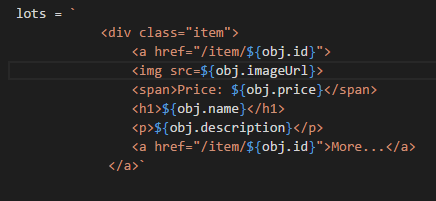 lots = `
<div class="item">
<a href="/item/${obj.id}">
<img src=${obj.imageUrl}>
<span>Price: ${obj.price}</span>
<h1>${obj.name}</h1>
<p>${obj.description}</p>
<a href="/item/${obj.id}">More...</a>
</a>`